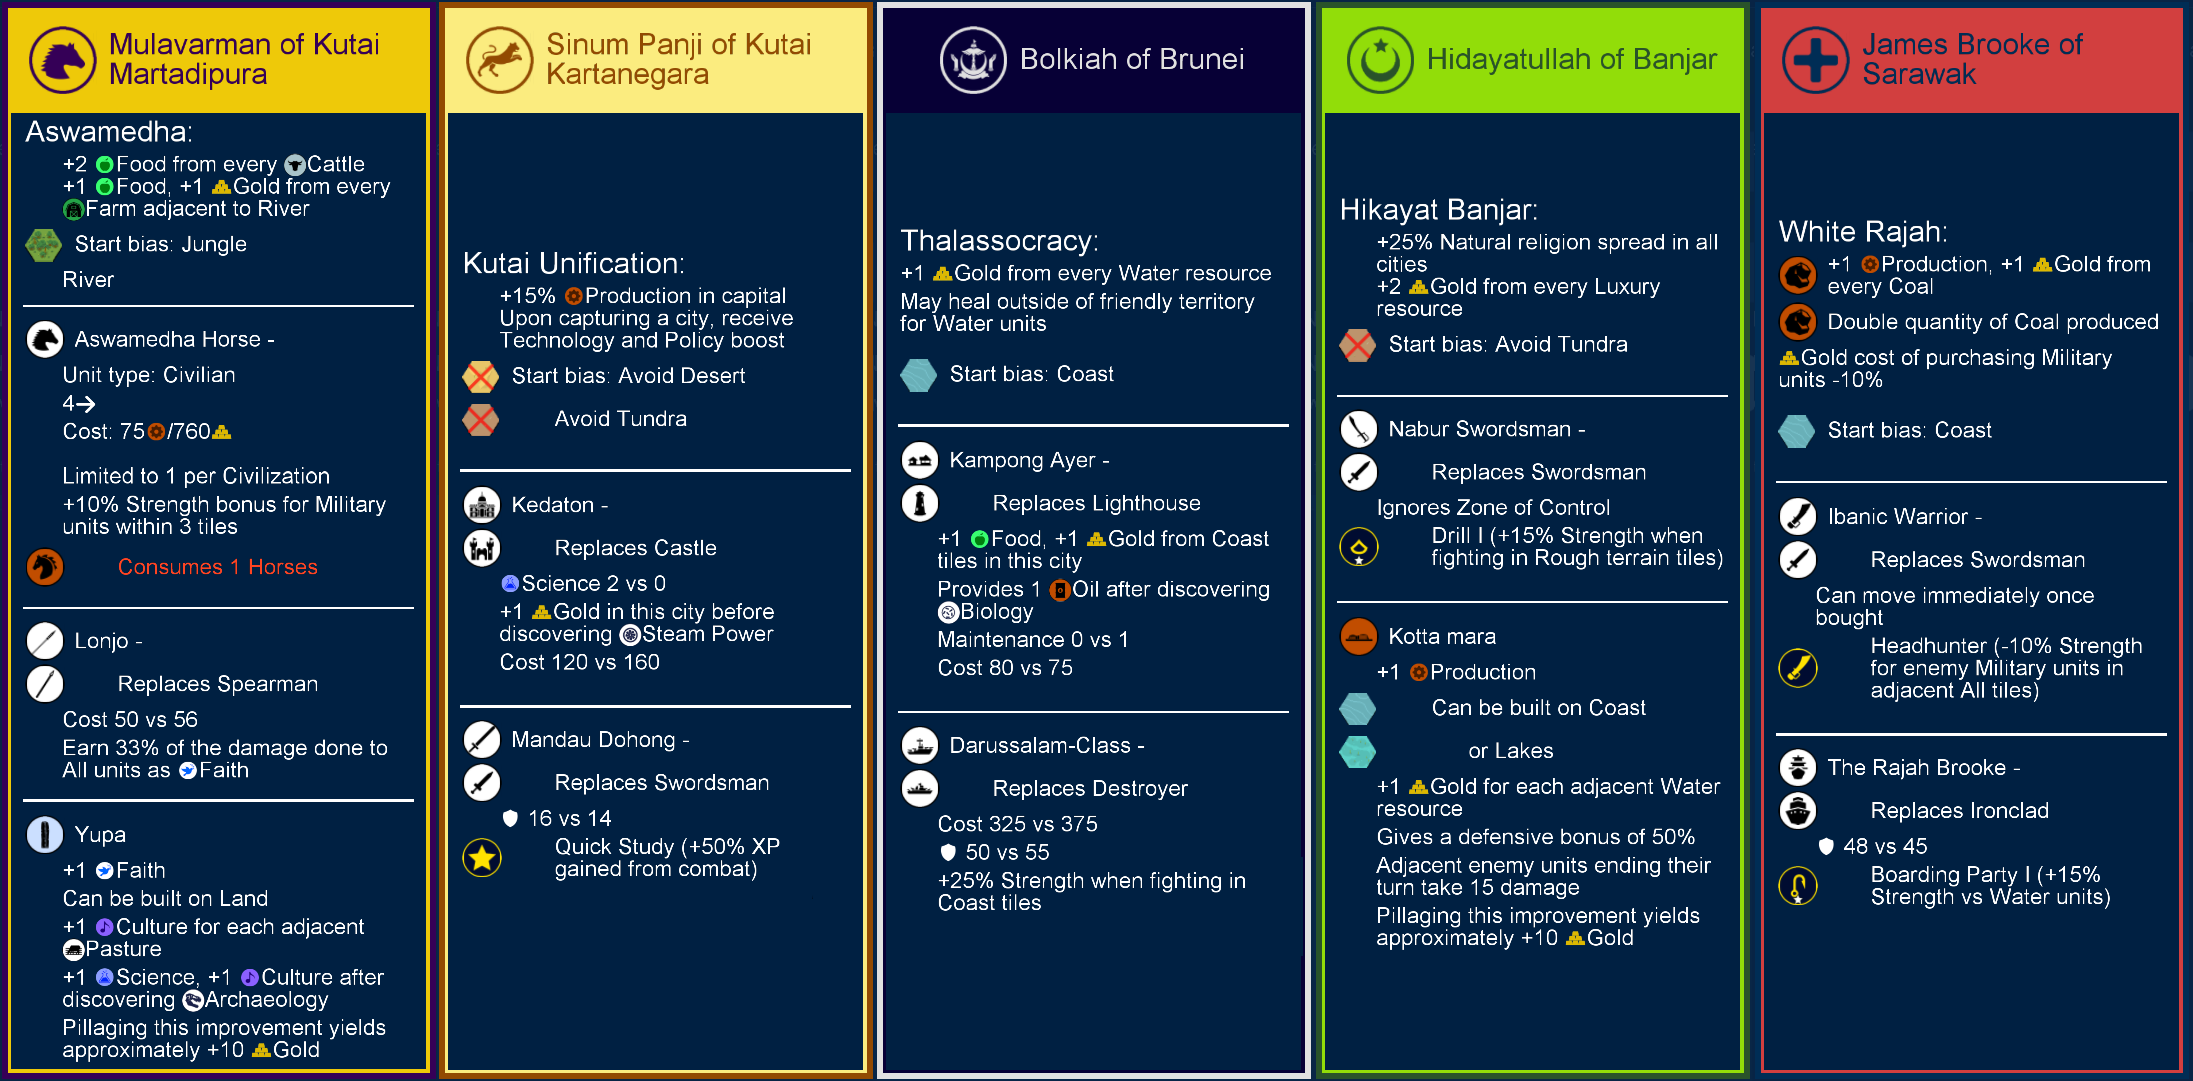 Mulavarman of Kutai
Martadipura
Aswamedha:
+2 Food from every Cattle
+1 Food, +1 Gold from every
Farm adjacent to River
Start bias: Jungle
River
Aswamedha Horse -
Unit type: Civilian
4→
Cost: 75/760
Limited to 1 per Civilization
+10% Strength bonus for Military
units within 3 tiles
Consumes 1 Horses
Lonjo -
Replaces Spearman
Cost 50 vs 56
Earn 33% of the damage done to
All units as Faith
Yupa
+1 Faith
Can be built on Land
+1 Culture for each adjacent
Pasture
+1 Science, +1 Culture after
discovering Archaeology
Pillaging this improvement yields
approximately +10 Gold
Sinum Panji of Kutai
Kartanegara
Kutai Unification:
+15% Production in capital
Upon capturing a city, receive
Technology and Policy boost
Start bias: Avoid Desert
Avoid Tundra
Kedaton -
Replaces Castle
Science 2 vs 0
+1 Gold in this city before
discovering Steam Power
Cost 120 vs 160
Mandau Dohong -
Replaces Swordsman
16 vs 14
Quick Study (+50% XP
gained from combat)
Bolkiah of Brunei
Thalassocracy:
+1 Gold from every Water resource
May heal outside of friendly territory
for Water units
Start bias: Coast
Kampong Ayer -
Replaces Lighthouse
+1 Food, +1 Gold from Coast
tiles in this city
Provides 1 Oil after discovering
Biology
Maintenance 0 vs 1
Cost 80 vs 75
Darussalam-Class -
Replaces Destroyer
Cost 325 vs 375
50 vs 55
+25% Strength when fighting in
Coast tiles
Hidayatullah of Banjar
Hikayat Banjar:
+25% Natural religion spread in all
cities
+2 Gold from every Luxury
resource
Start bias: Avoid Tundra
Nabur Swordsman -
Replaces Swordsman
Ignores Zone of Control
Drill I (+15% Strength when
fighting in Rough terrain tiles)
Kotta mara
+1 Production
Can be built on Coast
or Lakes
+1 Gold for each adjacent Water
resource
Gives a defensive bonus of 50%
Adjacent enemy units ending their
turn take 15 damage
Pillaging this improvement yields
approximately +10 Gold
James Brooke of
Sarawak
White Rajah:
+1 Production, +1 Gold from
every Coal
Double quantity of Coal produced
Gold cost of purchasing Military
units -10%
Start bias: Coast
Ibanic Warrior -
Replaces Swordsman
Can move immediately once
bought
Headhunter (-10% Strength
for enemy Military units in
adjacent All tiles)
The Rajah Brooke -
Replaces Ironclad
48 vs 45
Boarding Party I (+15%
Strength vs Water units)